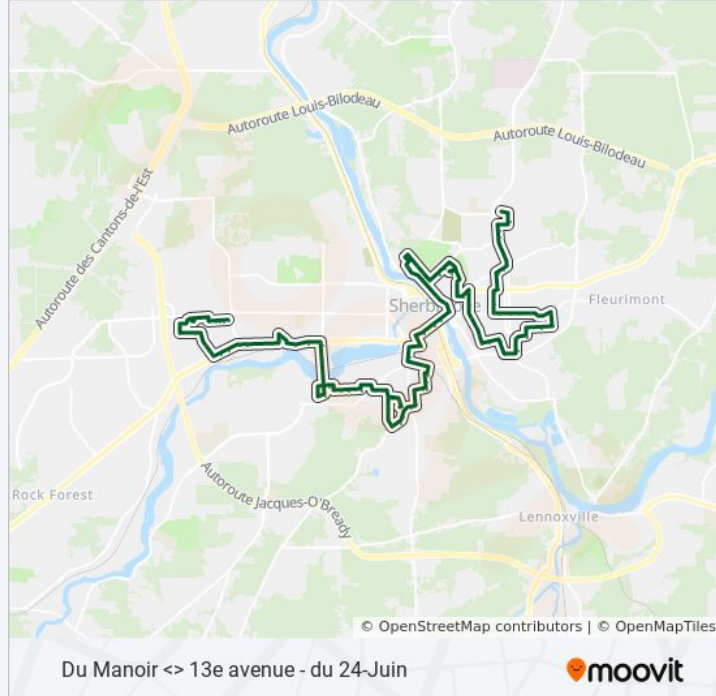 Autoroute Louis-Bilodeau
Autoroute Louis-Bilodeau
Autoroute des Cantons-de-l'Est
Sherbrooke
Fleurimont
Rock Forest
Autoroute Jacques-O'Bready
Lennoxville
© OpenStreetMap contributors | © OpenMapTiles
Du Manoir <> 13e avenue - du 24-Juin
moovit